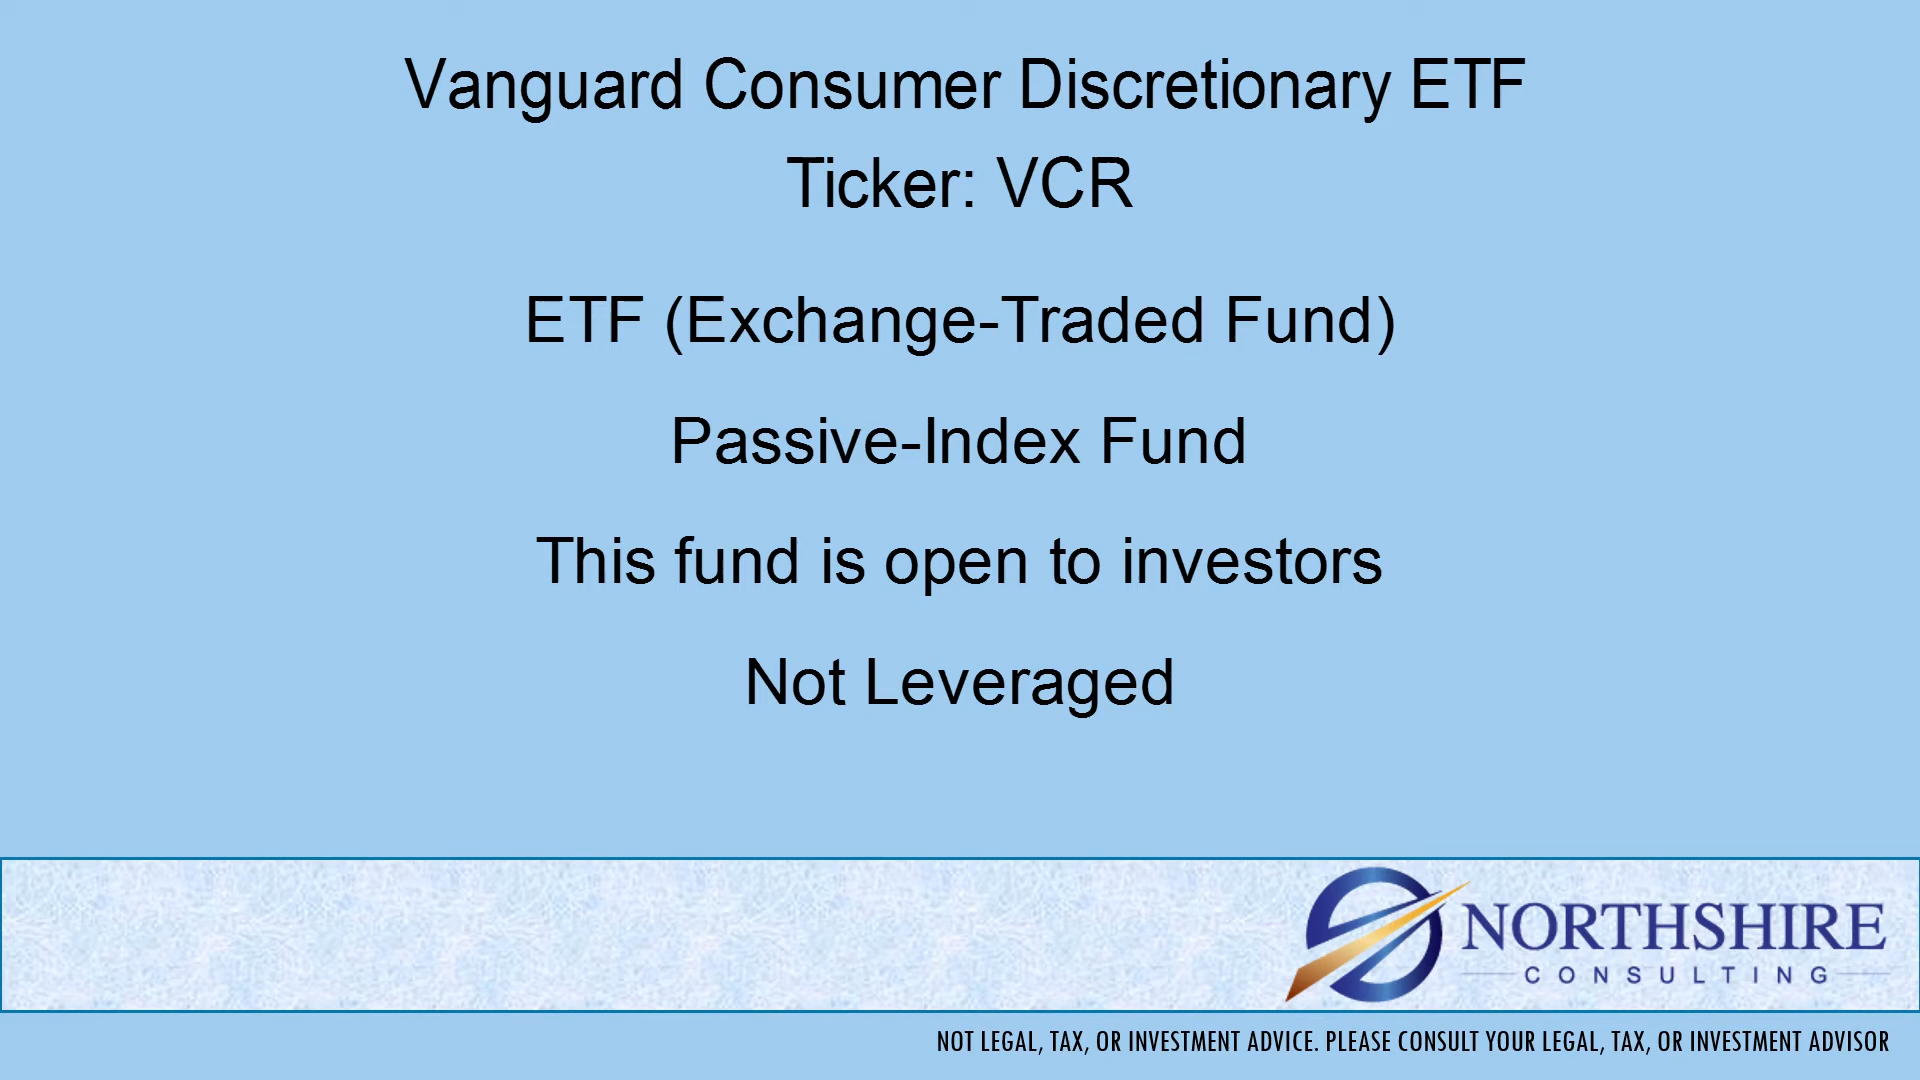 Vanguard Consumer Discretionary ETF
Ticker: VCR
ETF (Exchange-Traded Fund)
Passive-Index Fund
This fund is open to investors
Not Leveraged
NORTHSHIRE
CONSULTING
NOT LEGAL, TAX, OR INVESTMENT ADVICE. PLEASE CONSULT YOUR LEGAL, TAX, OR INVESTMENT ADVISOR